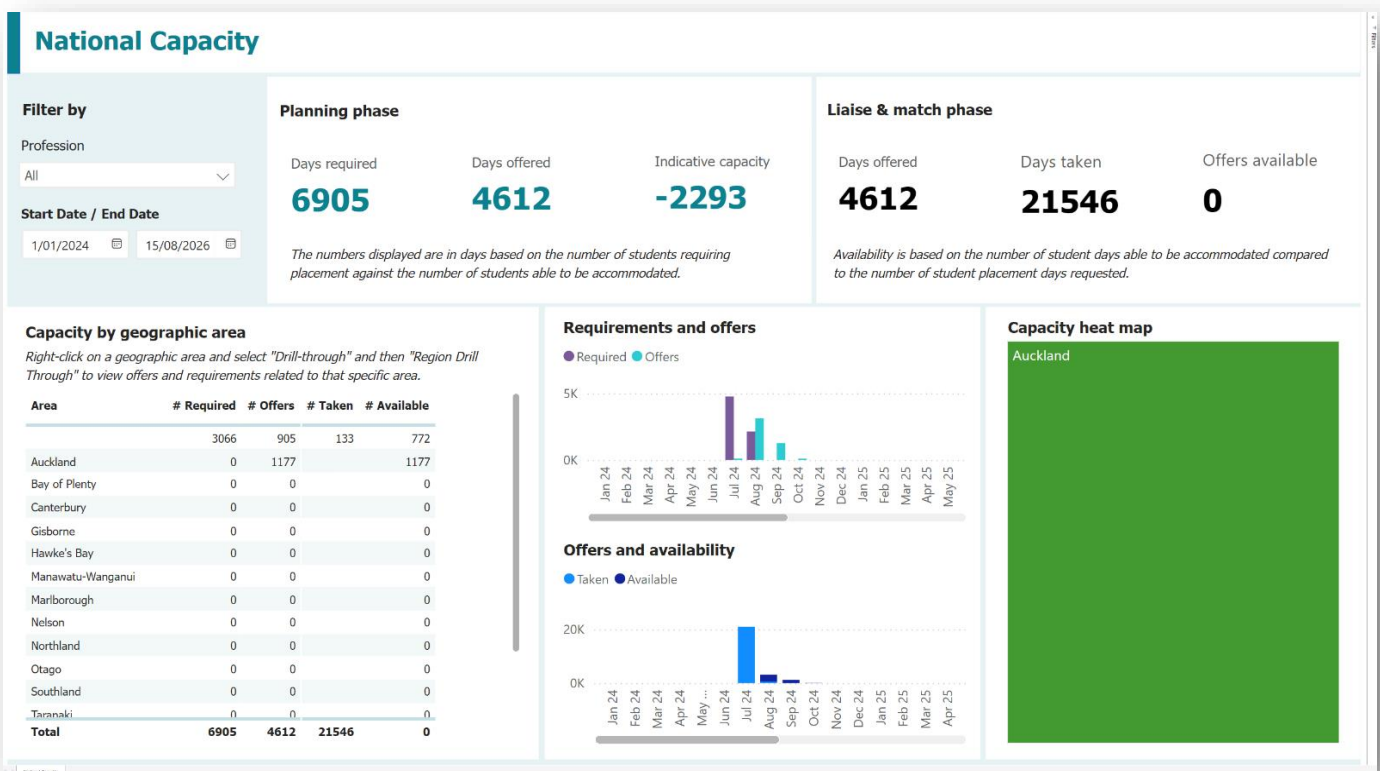 National Capacity
Filters
Filter by
Profession
All
Start Date / End Date
1/01/2024 15/08/2026
Planning phase
Days required Days offered Indicative capacity
6905 4612 -2293
The numbers displayed are in days based on the number of students requiring
placement against the number of students able to be accommodated.
Liaise & match phase
Days offered Days taken Offers available
4612 21546 0
Availability is based on the number of student days able to be accommodated compared
to the number of student placement days requested.
Capacity by geographic area
Right-click on a geographic area and select "Drill-through" and then "Region Drill
Through" to view offers and requirements related to that specific area.
Area # Required # Offers # Taken # Available
3066 905 133 772
Auckland 0 1177 1177
Bay of Plenty 0 0 0
Canterbury 0 0 0
Gisborne 0 0 0
Hawke's Bay 0 0 0
Manawatu-Wanganui 0 0 0
Marlborough 0 0 0
Nelson 0 0 0
Northland 0 0 0
Otago 0 0 0
Southland 0 0 0
Taranaki 0 0 0
Total 6905 4612 21546 0
Requirements and offers
Required Offers
5K
0K
Jan 24 Feb 24 Mar 24 Apr 24 May 24 Jun 24 Jul 24 Aug 24 Sep 24 Oct 24 Nov 24 Dec 24 Jan 25 Feb 25 Mar 25 Apr 25 May 25
Offers and availability
Taken Available
20K
0K
Jan 24 Feb 24 Mar 24 Apr 24 May ... Jun 24 Jul 24 Aug 24 Sep 24 Oct 24 Nov 24 Dec 24 Jan 25 Feb 25 Mar 25 Apr 25
Capacity heat map
Auckland